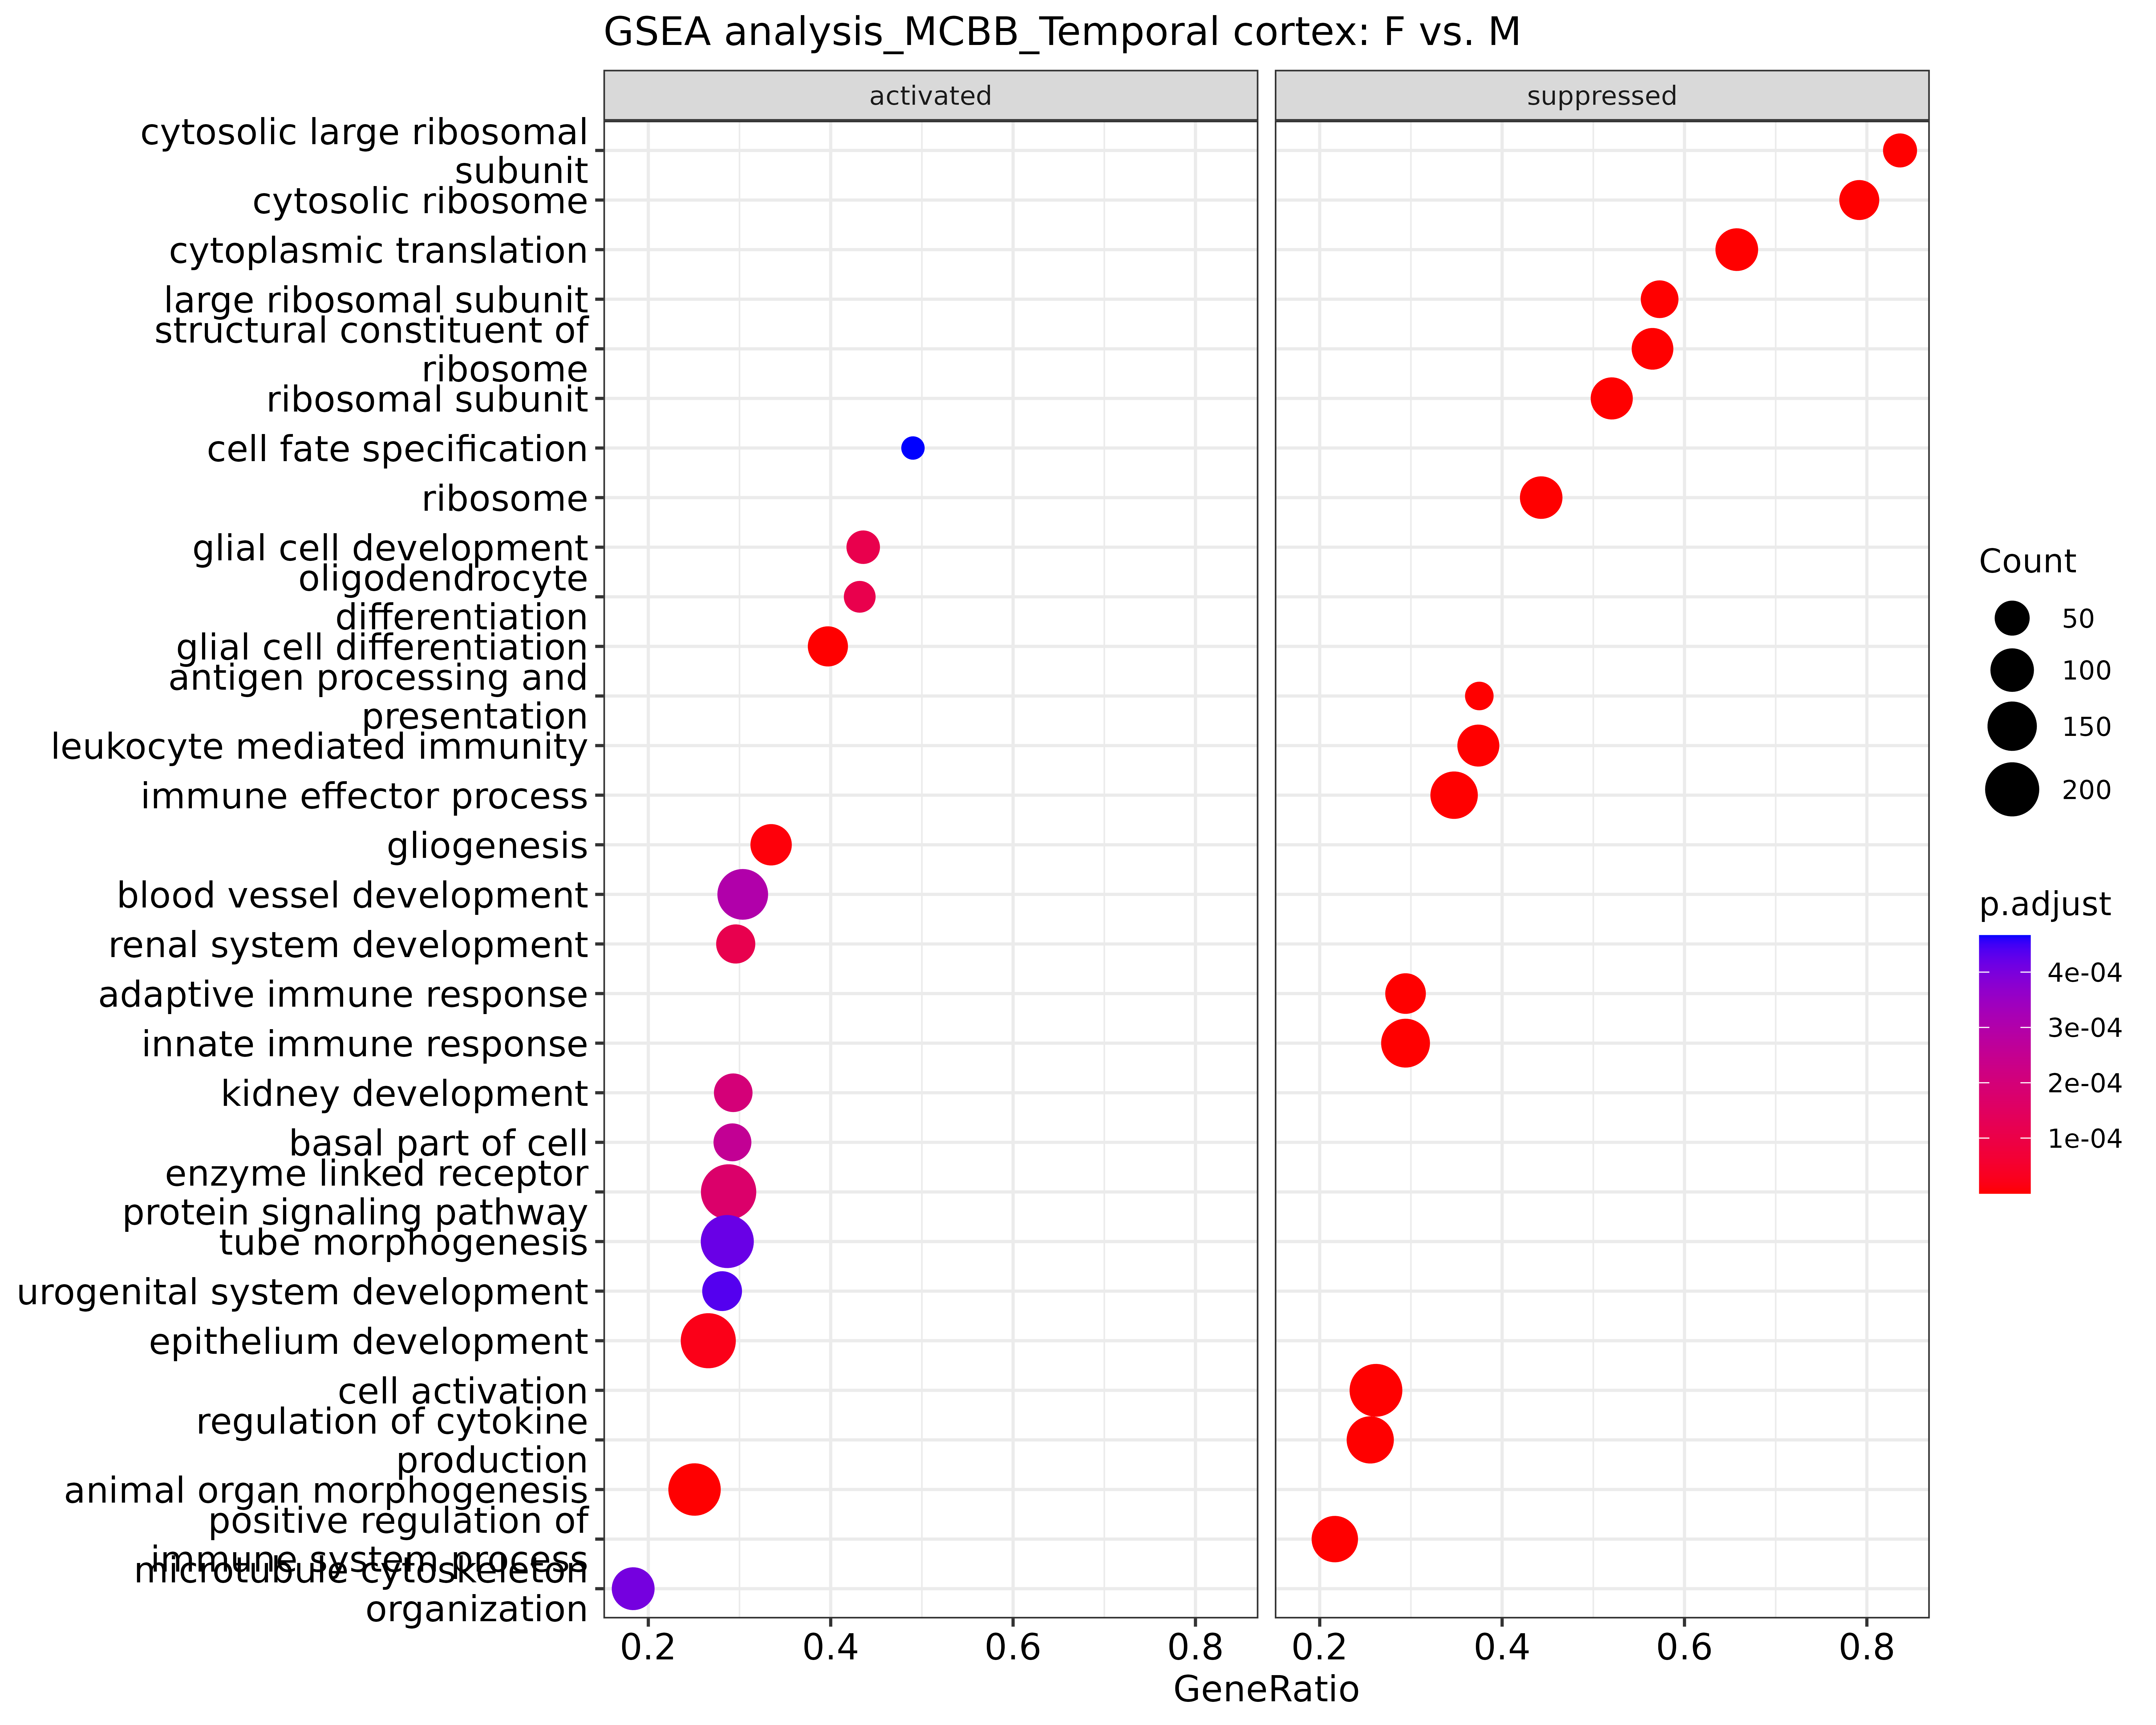 GSEA analysis_MCBB_Temporal cortex: F vs. M
activated
suppressed
cytosolic large ribosomal
subunit
cytosolic ribosome
cytoplasmic translation
large ribosomal subunit
structural constituent of
ribosome
ribosomal subunit
cell fate specification
ribosome
glial cell development
oligodendrocyte
differentiation
glial cell differentiation
antigen processing and
presentation
leukocyte mediated immunity
immune effector process
gliogenesis
blood vessel development
renal system development
adaptive immune response
innate immune response
kidney development
basal part of cell
enzyme linked receptor
protein signaling pathway
tube morphogenesis
urogenital system development
epithelium development
cell activation
regulation of cytokine
production
animal organ morphogenesis
positive regulation of
immune system process
microtubule cytoskeleton
organization
0.2 0.4 0.6 0.8
0.2 0.4 0.6 0.8
GeneRatio
Count
50
100
150
200
p.adjust
4e-04
3e-04
2e-04
1e-04